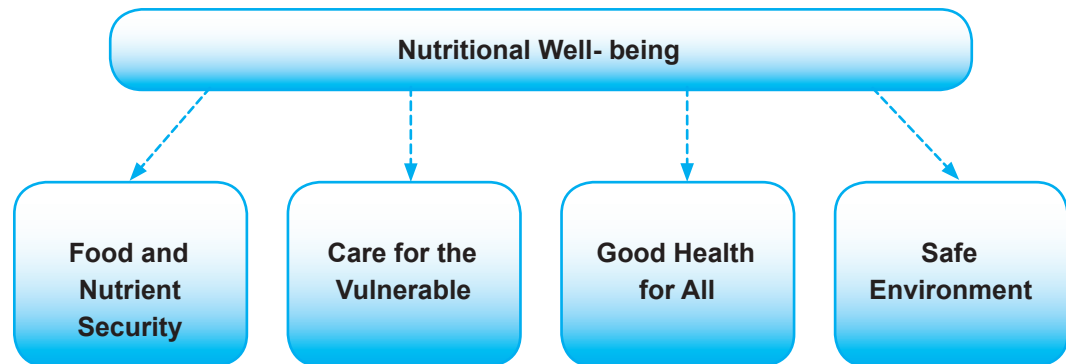 Nutritional Well- being
Food and
Nutrient
Security
Care for the
Vulnerable
Good Health
for All
Safe
Environment